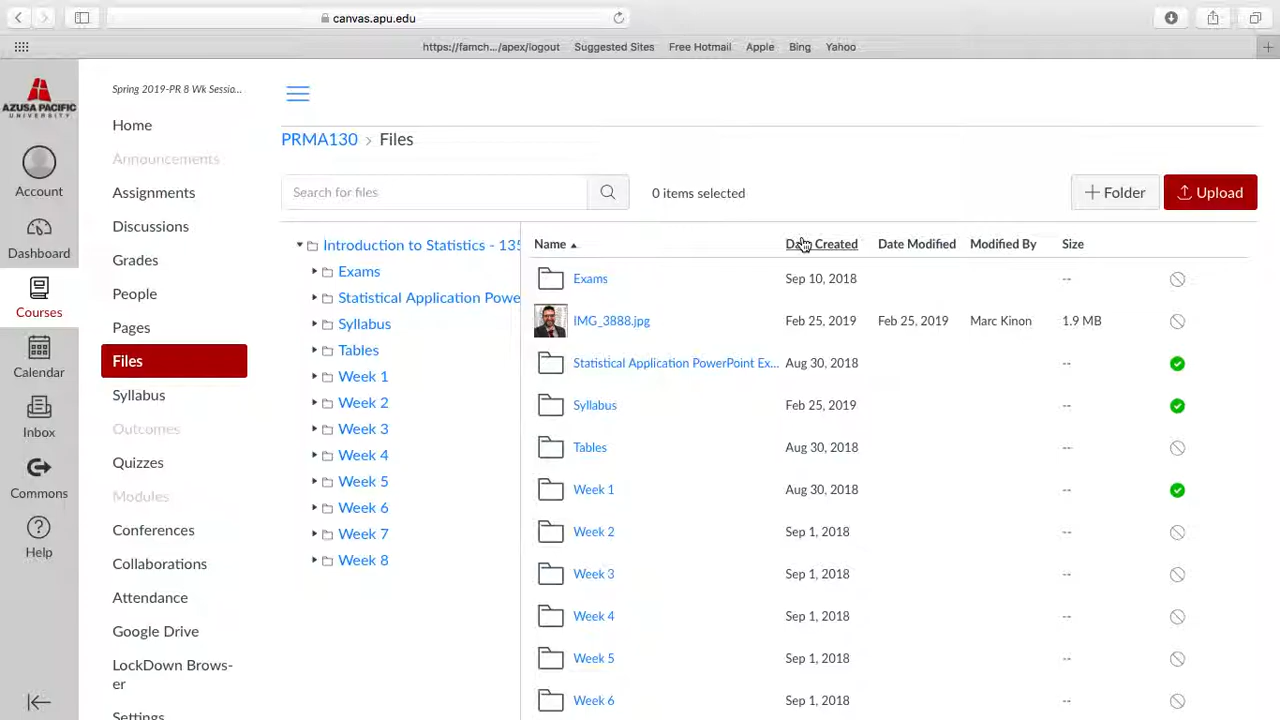 canvas.apu.edu
https://famch.../apex/logout Suggested Sites Free Hotmail Apple Bing Yahoo
AZUSA PACIFIC
UNIVERSITY
Account
Dashboard
Courses
Calendar
Inbox
Commons
Help
Spring 2019-PR 8 Wk Sessio...
Home
Announcements
Assignments
Discussions
Grades
People
Pages
Files
Syllabus
Outcomes
Quizzes
Modules
Conferences
Collaborations
Attendance
Google Drive
LockDown Brows-
er
Settings
PRMA130 > Files
Search for files 0 items selected + Folder Upload
Introduction to Statistics - 135
Exams
Statistical Application Powe
Syllabus
Tables
Week 1
Week 2
Week 3
Week 4
Week 5
Week 6
Week 7
Week 8
Name Date Created Date Modified Modified By Size
Exams Sep 10, 2018 --
IMG_3888.jpg Feb 25, 2019 Feb 25, 2019 Marc Kinon 1.9 MB
Statistical Application PowerPoint Ex... Aug 30, 2018 --
Syllabus Feb 25, 2019 --
Tables Aug 30, 2018 --
Week 1 Aug 30, 2018 --
Week 2 Sep 1, 2018 --
Week 3 Sep 1, 2018 --
Week 4 Sep 1, 2018 --
Week 5 Sep 1, 2018 --
Week 6 Sep 1, 2018 --